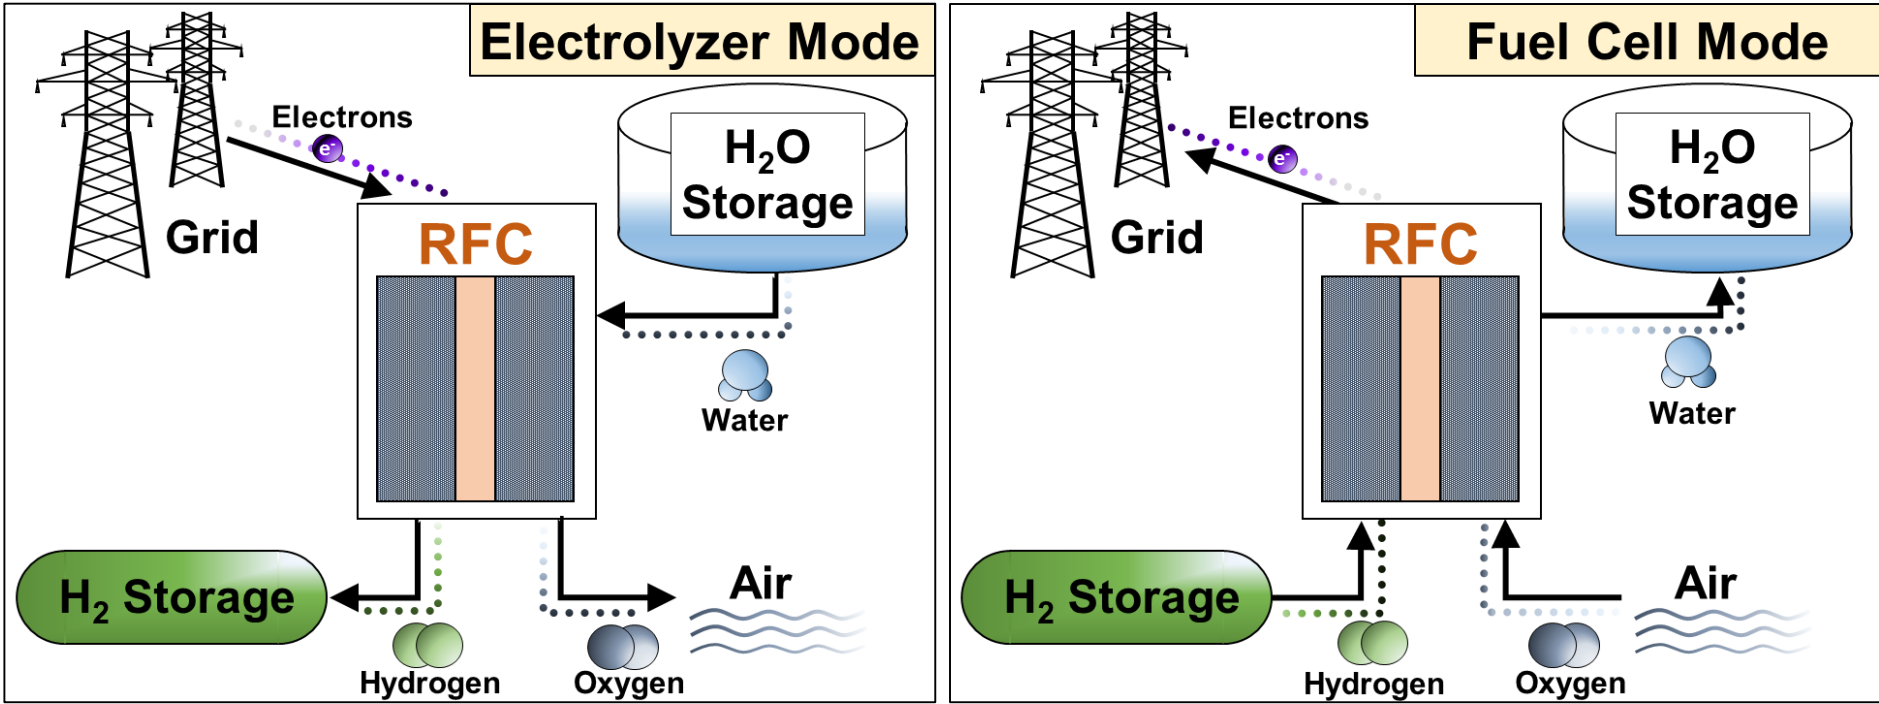 Electrolyzer Mode
Electrons
e⁻
H₂O
Storage
Grid
RFC
Water
H₂ Storage
Air
Hydrogen
Oxygen
Fuel Cell Mode
Electrons
e⁻
H₂O
Storage
Grid
RFC
Water
H₂ Storage
Air
Hydrogen
Oxygen